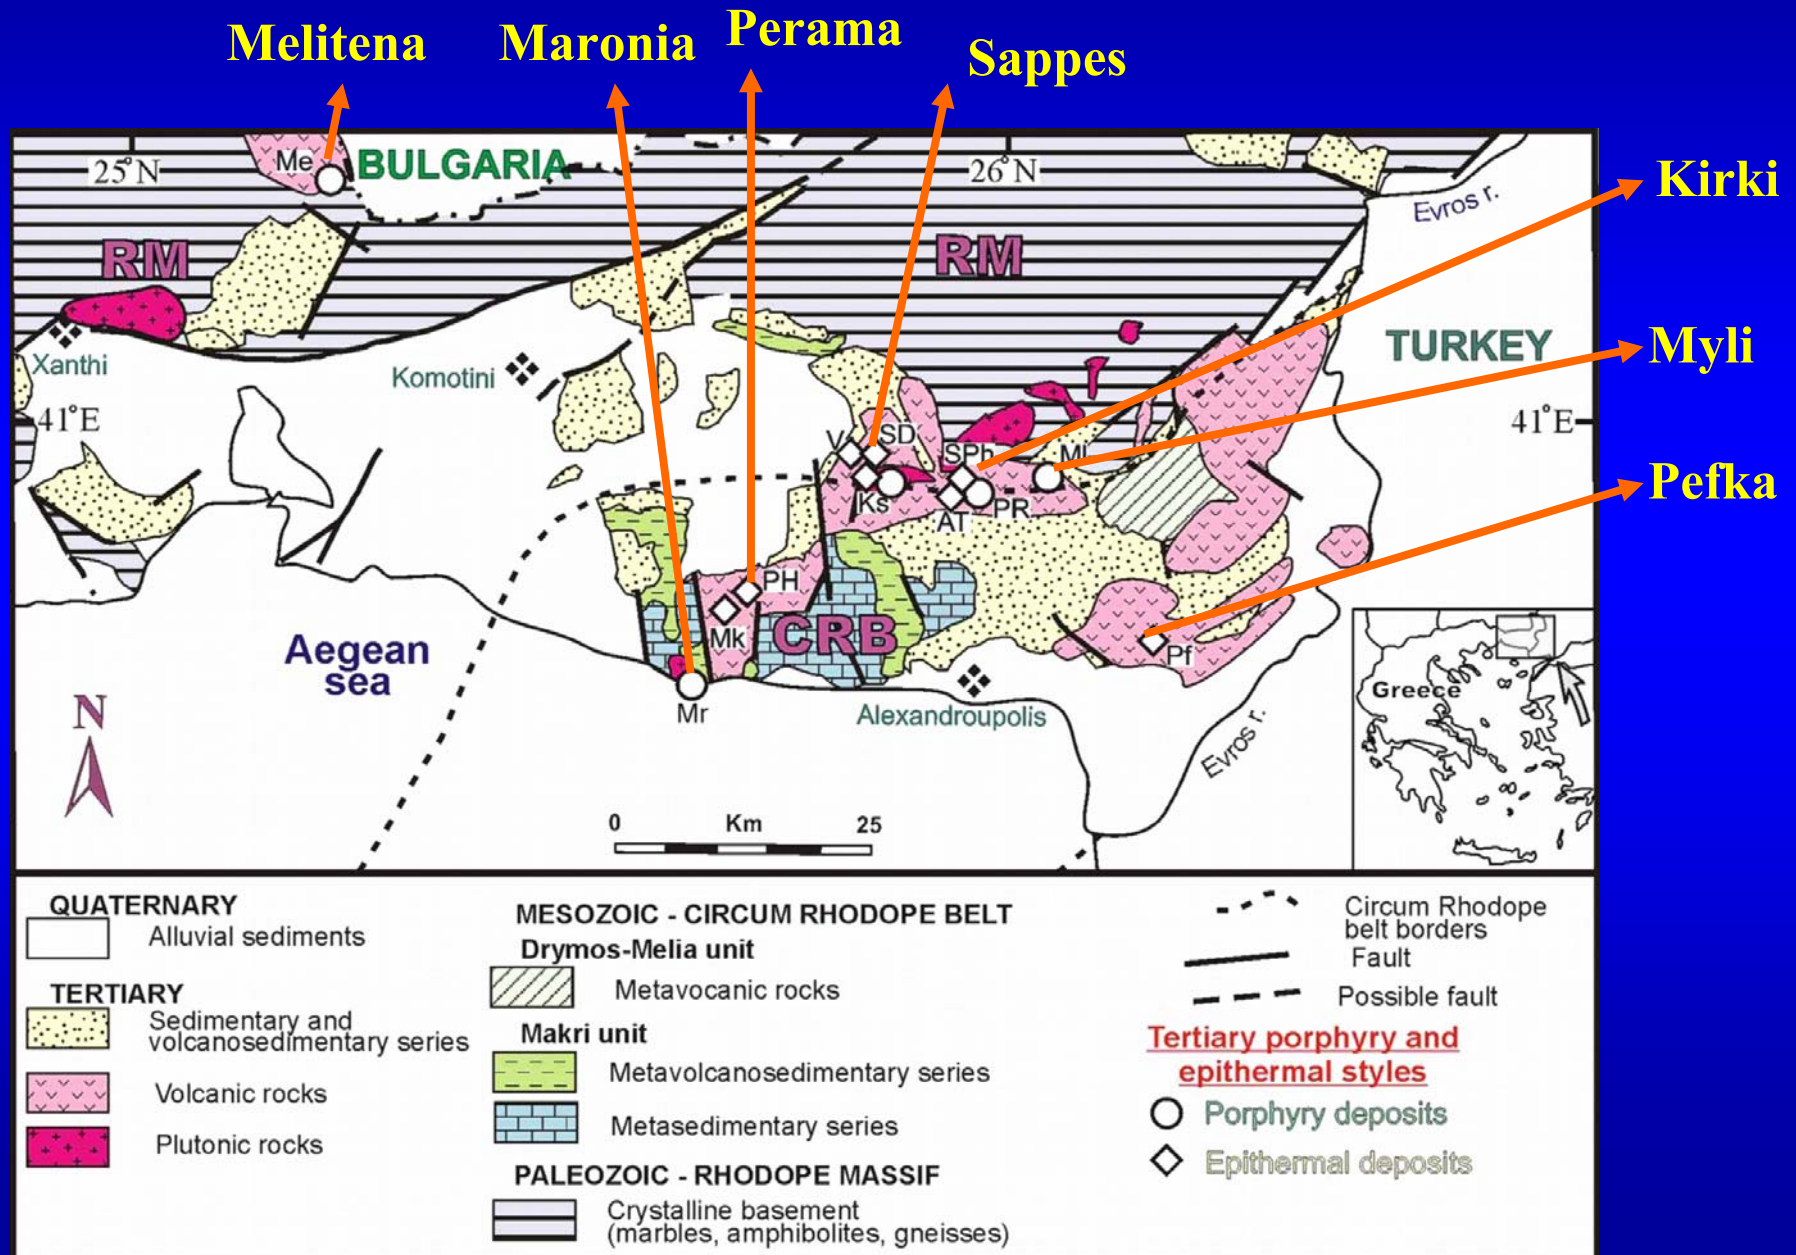 Melitena
Maronia
Perama
Sappes
Kirki
Myli
Pefka
25°N
Me
BULGARIA
26°N
Evros r.
RM
RM
TURKEY
Xanthi
Komotini
41°E
41°E
V
SD
SPh
Ml
Ks
AT
PR
PH
Mk
CRB
Pf
Aegean
sea
N
Mr
Alexandroupolis
Evros r.
Greece
0 Km 25
QUATERNARY
Alluvial sediments
TERTIARY
Sedimentary and
volcanosedimentary series
Volcanic rocks
Plutonic rocks
MESOZOIC - CIRCUM RHODOPE BELT
Drymos-Melia unit
Metavocanic rocks
Makri unit
Metavolcanosedimentary series
Metasedimentary series
PALEOZOIC - RHODOPE MASSIF
Crystalline basement
(marbles, amphibolites, gneisses)
Circum Rhodope
belt borders
Fault
Possible fault
Tertiary porphyry and
epithermal styles
Porphyry deposits
Epithermal deposits